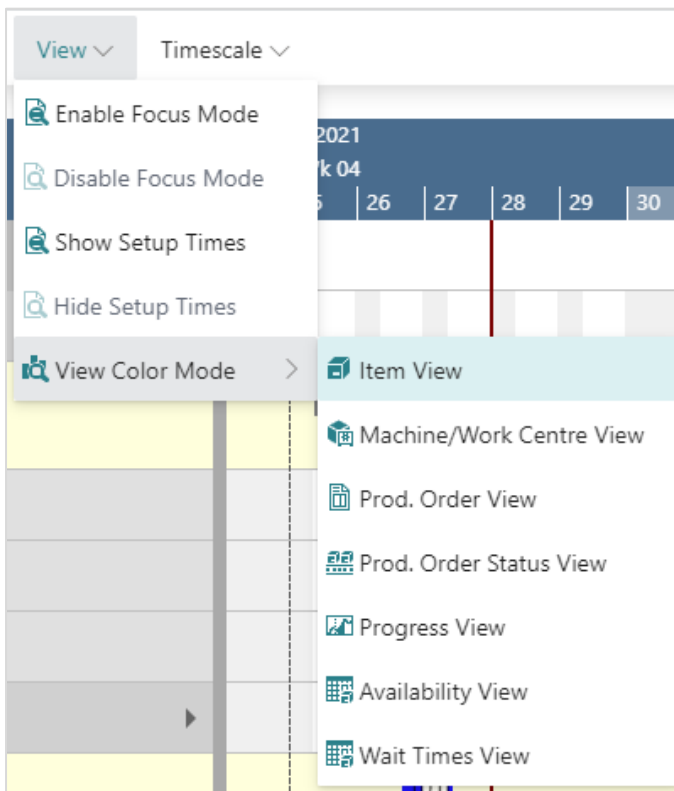 View Timescale
Enable Focus Mode
2021
Disable Focus Mode
k 04
26 27 28 29 30
Show Setup Times
Hide Setup Times
View Color Mode
Item View
Machine/Work Centre View
Prod. Order View
Prod. Order Status View
Progress View
Availability View
Wait Times View